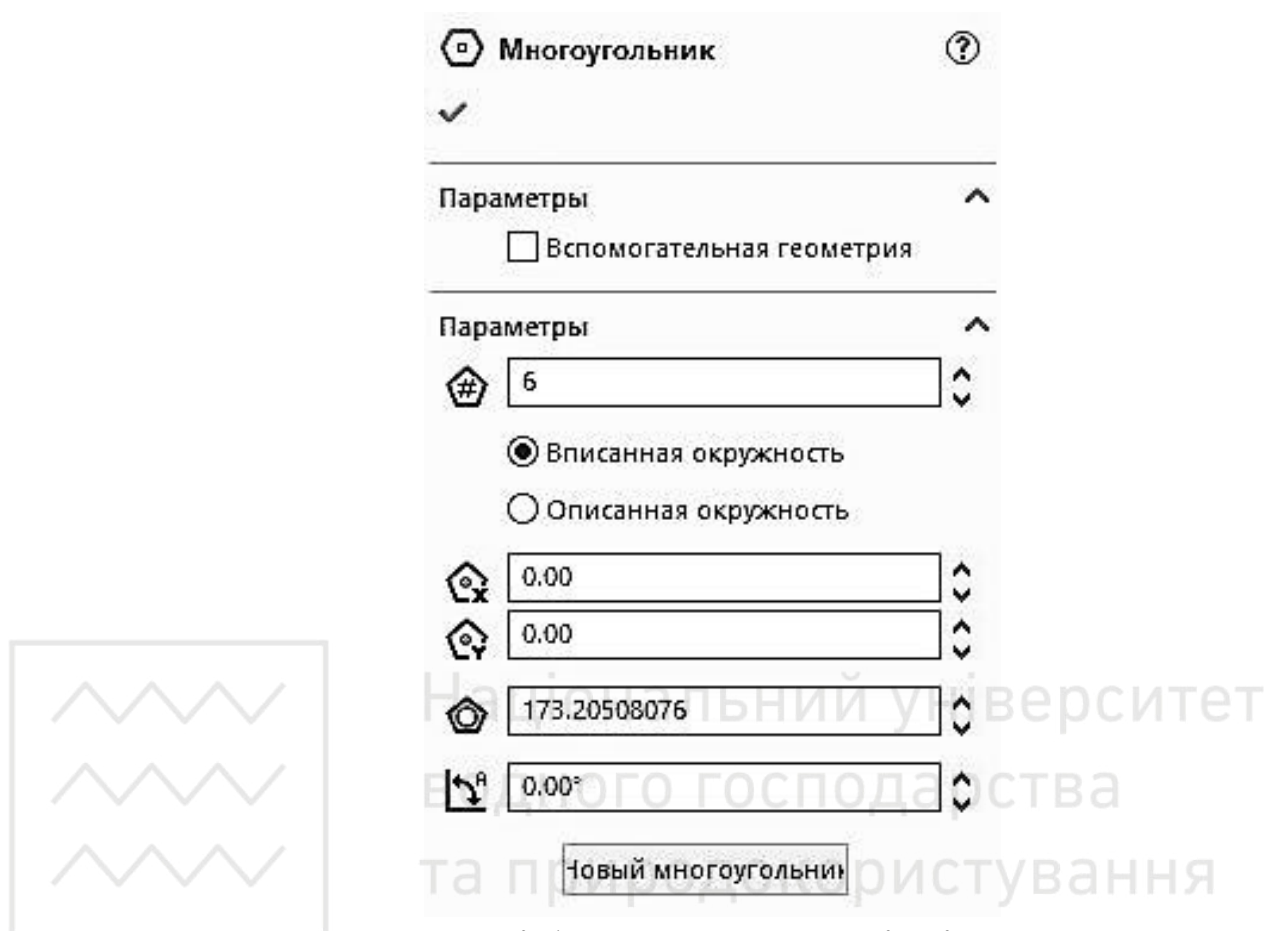 Многоугольник ?
Параметры
Вспомогательная геометрия
Параметры
# 6
Вписанная окружность
Описанная окружность
X 0.00
Y 0.00
173.20508076
A 0.00°
Новый многоугольник
Національний університет
водного господарства
та природокористування